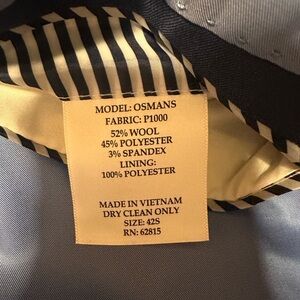 MODEL: OSMANS
FABRIC: P1000
52% WOOL
45% POLYESTER
3% SPANDEX
LINING:
100% POLYESTER
MADE IN VIETNAM
DRY CLEAN ONLY
SIZE: 42S
RN: 62815